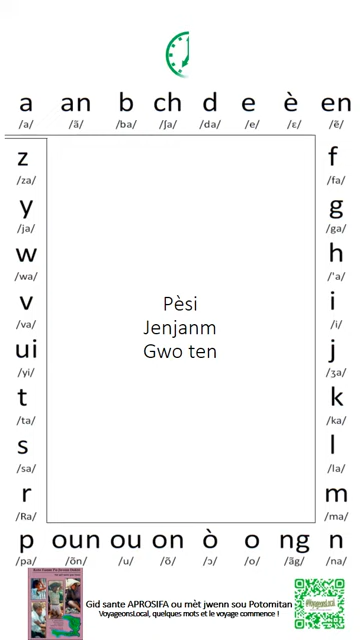 a an b ch d e è en
/a/ /ã/ /ba/ /ʃa/ /da/ /e/ /ɛ/ /ẽ/
z f
/za/ /fa/
y g
/ja/ /ga/
w h
/wa/ /'a/
v i
/va/ /i/
ui j
/yi/ /ʒa/
t k
/ta/ /ka/
s l
/sa/ /la/
r m
/Ra/ /ma/
Pèsi
Jenjanm
Gwo ten
p oun ou on ò o ng n
/pa/ /õn/ /u/ /õ/ /ɔ/ /o/ /ãg/ /na/
Gid sante APROSIFA ou mèt jwenn sou Potomitan
VoyageonsLocal, quelques mots et le voyage commence !